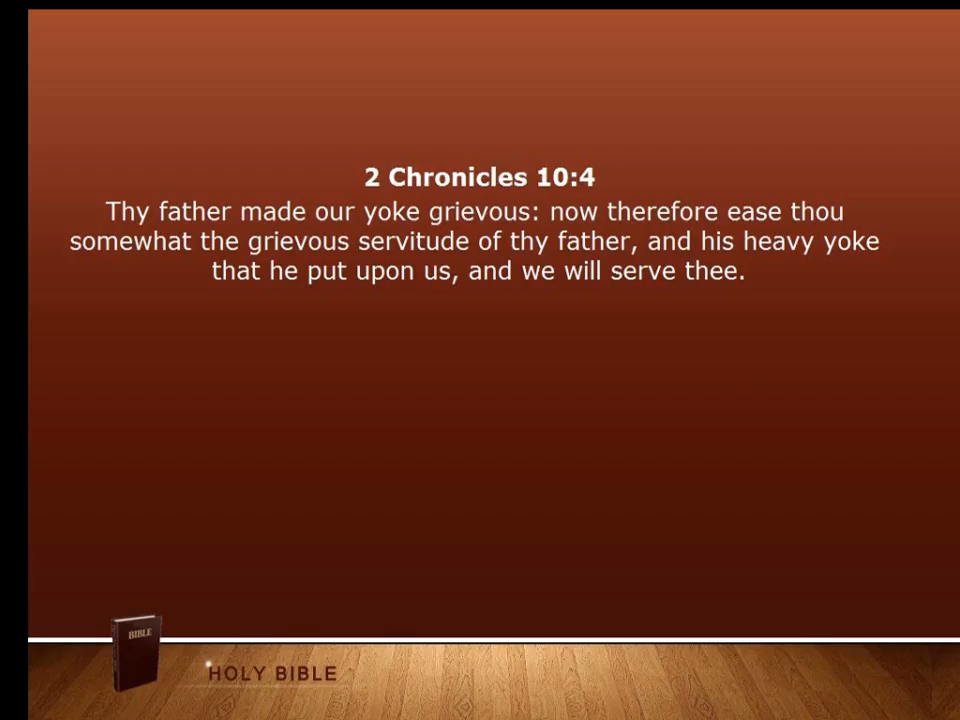 2 Chronicles 10:4
Thy father made our yoke grievous: now therefore ease thou
somewhat the grievous servitude of thy father, and his heavy yoke
that he put upon us, and we will serve thee.
BIBLE
HOLY BIBLE